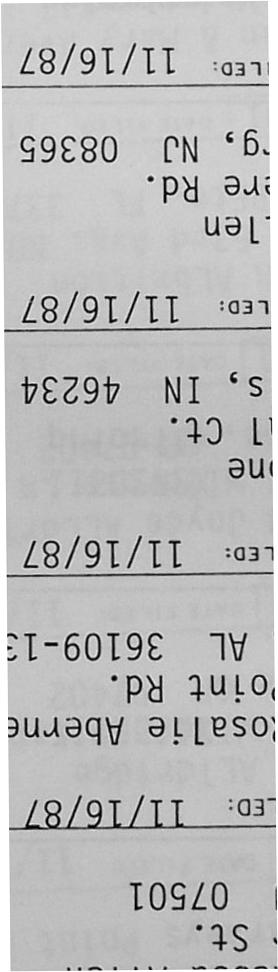 St.
07501
LED: 11/16/87
Rosalie Aberne
Point Rd.
AL 36109-13
LED: 11/16/87
one
al Ct.
s, IN 46234
LED: 11/16/87
llen
ere Rd.
rg, NJ 08365
LED: 11/16/87